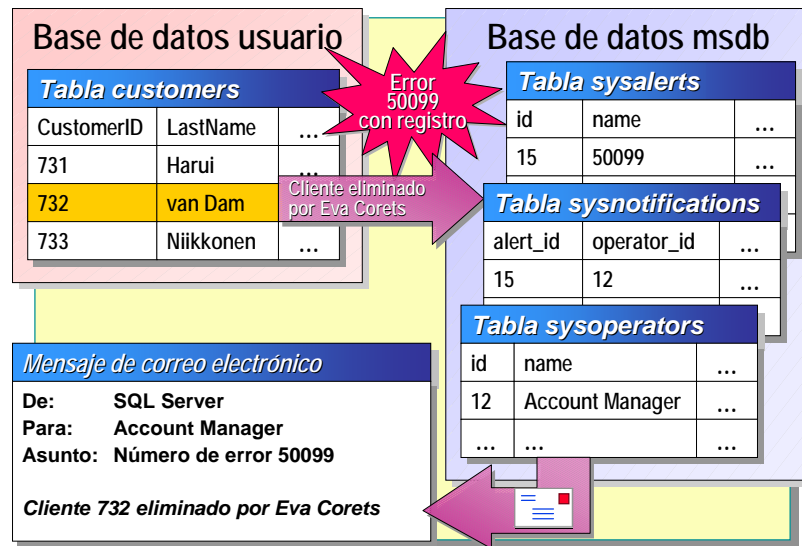 Base de datos usuario
Tabla customers
CustomerID LastName ...
731 Harui ...
732 van Dam
733 Niikkonen ...
Error
50099
con registro
Cliente eliminado
por Eva Corets
Base de datos msdb
Tabla sysalerts
id name ...
15 50099 ...
Tabla sysnotifications
alert_id operator_id ...
15 12 ...
Tabla sysoperators
id name ...
12 Account Manager ...
... ... ...
Mensaje de correo electrónico
De: SQL Server
Para: Account Manager
Asunto: Número de error 50099
Cliente 732 eliminado por Eva Corets